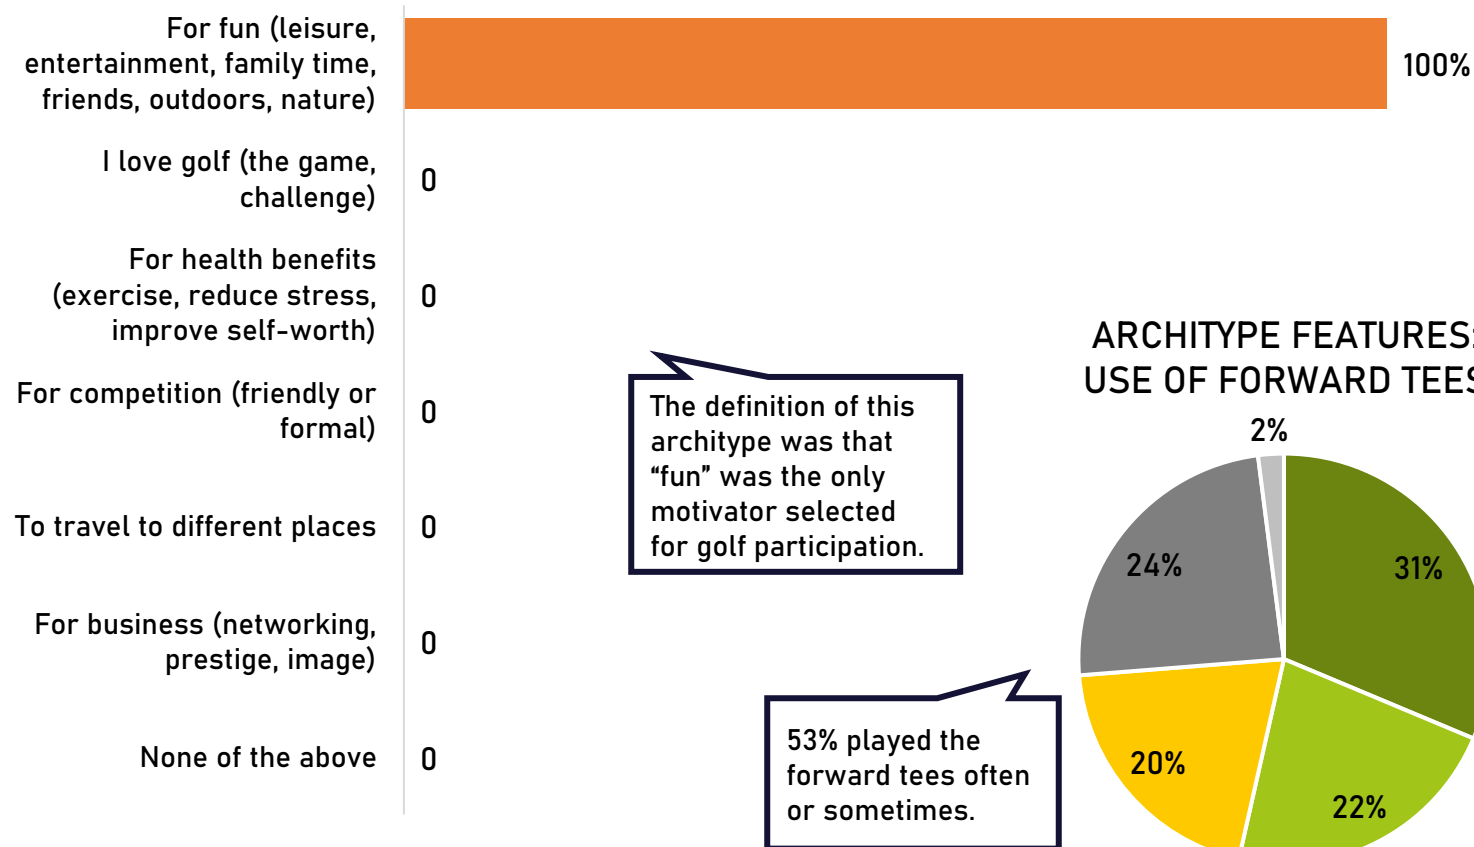 For fun (leisure,
entertainment, family time,
friends, outdoors, nature)
100%
I love golf (the game,
challenge)
0
For health benefits
(exercise, reduce stress,
improve self-worth)
0
For competition (friendly or
formal)
0
To travel to different places
0
For business (networking,
prestige, image)
0
None of the above
0
The definition of this
architype was that
“fun” was the only
motivator selected
for golf participation.
ARCHITYPE FEATURES:
USE OF FORWARD TEES
2%
31%
24%
20%
22%
53% played the
forward tees often
or sometimes.